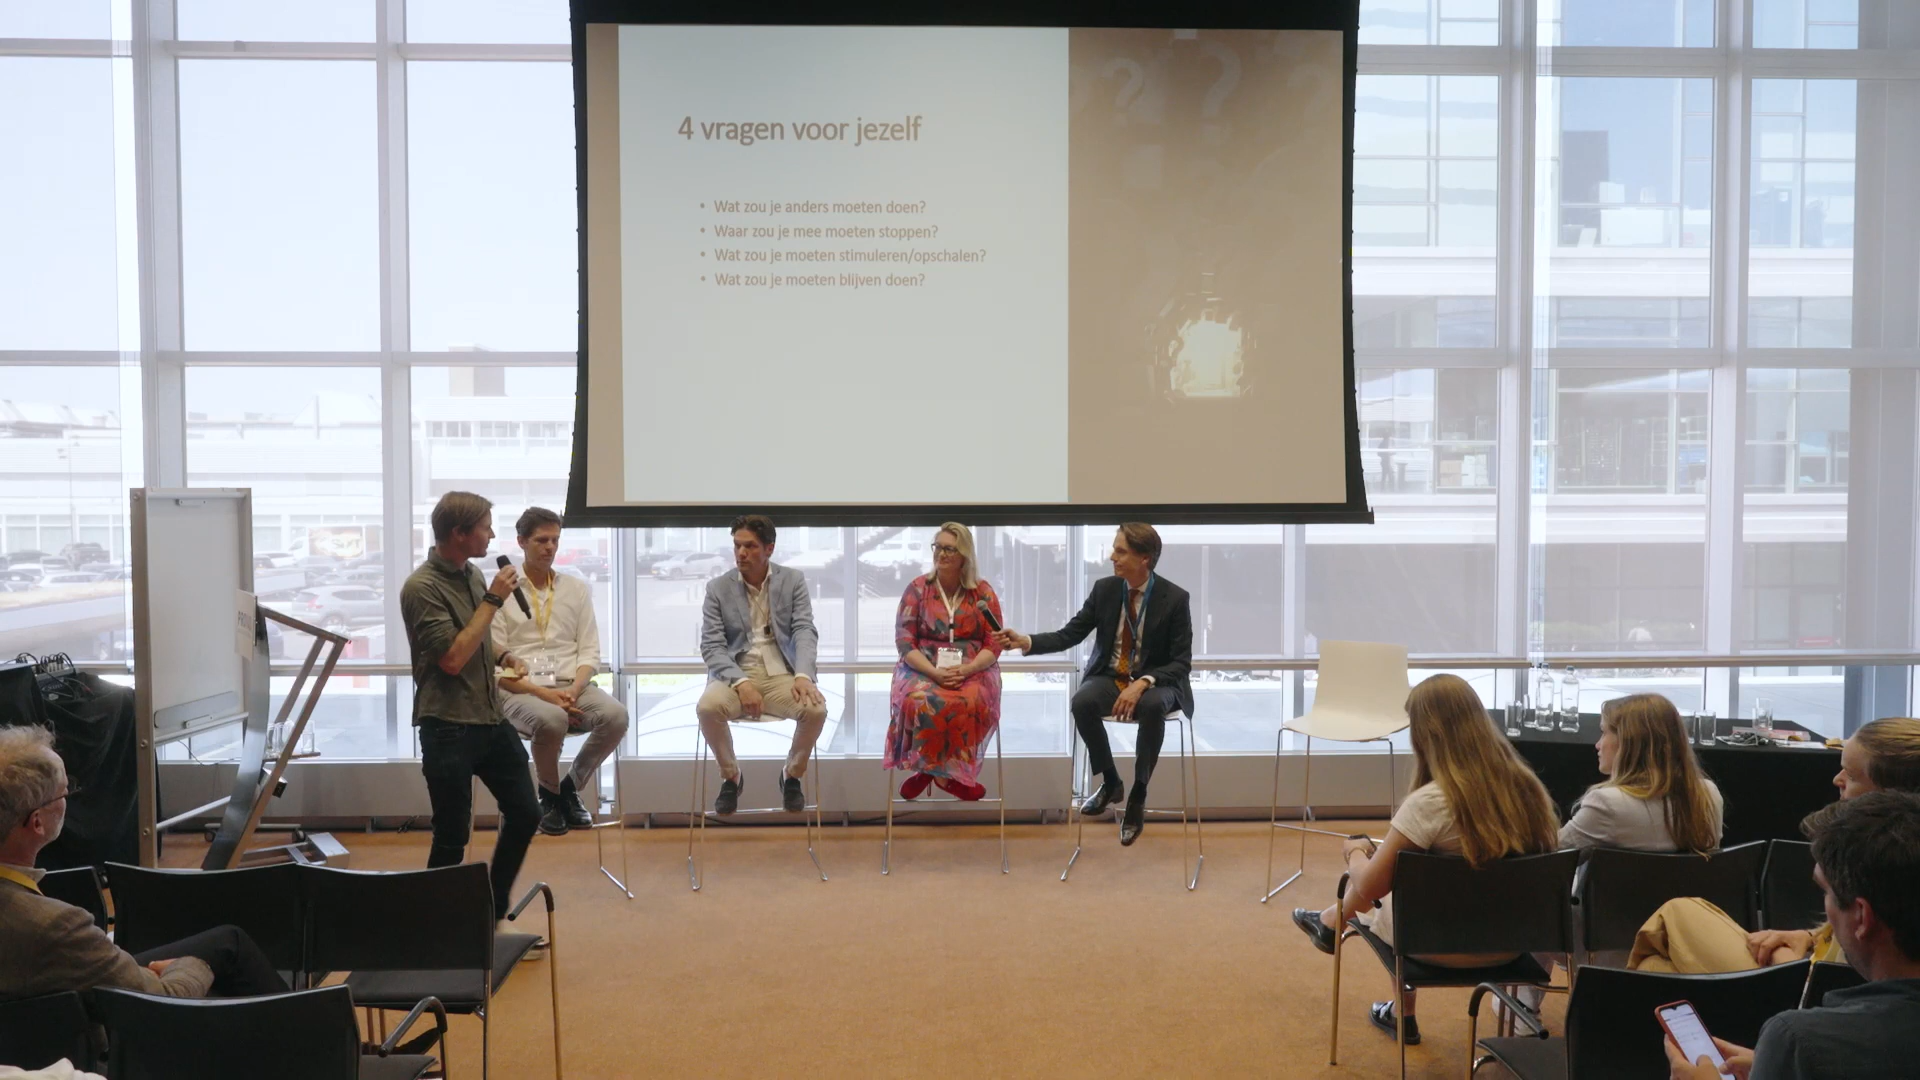 4 vragen voor jezelf
• Wat zou je anders moeten doen?
• Waar zou je mee moeten stoppen?
• Wat zou je moeten stimuleren/opschalen?
• Wat zou je moeten blijven doen?